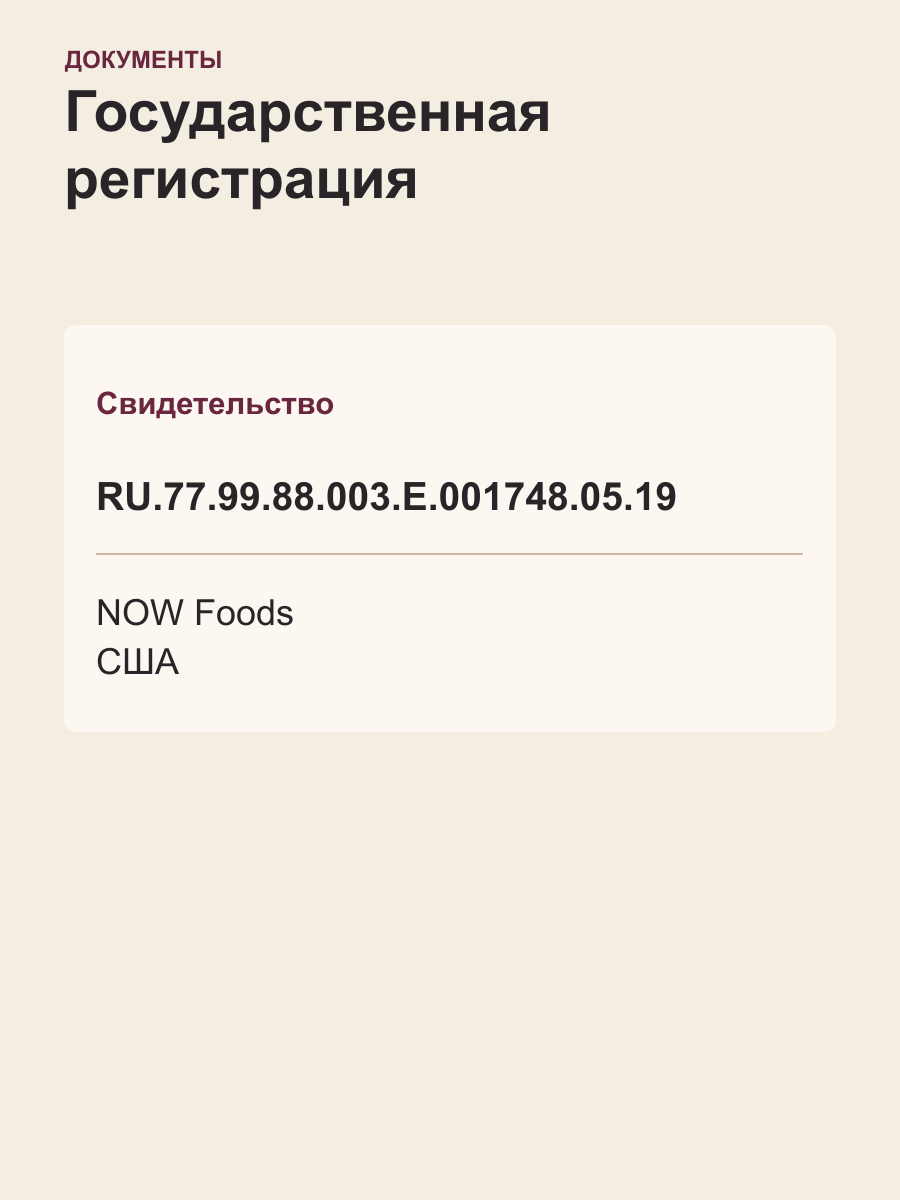 ДОКУМЕНТЫ
Государственная
регистрация
Свидетельство
RU.77.99.88.003.E.001748.05.19
NOW Foods
США